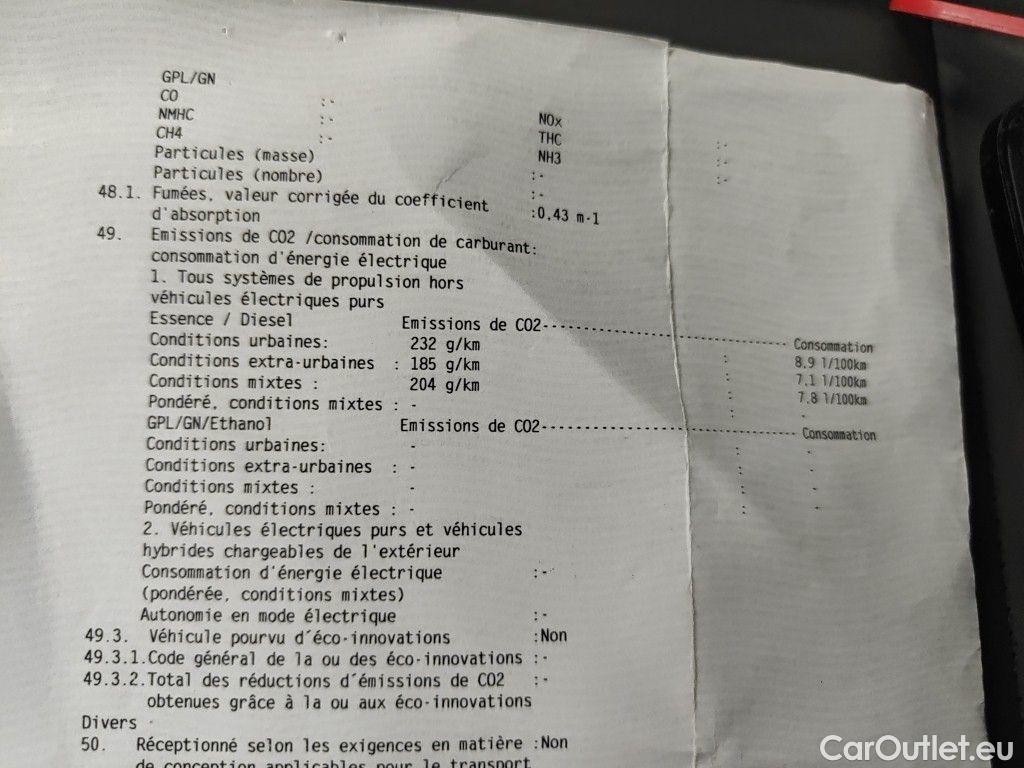 GPL/GN
CO :-
NMHC :- NOx :-
CH4 :- THC :-
Particules (masse) NH3 :-
Particules (nombre) :-
48.1. Fumées, valeur corrigée du coefficient :-
d'absorption :0,43 m-1
49. Emissions de CO2 /consommation de carburant:
consommation d'énergie électrique
1. Tous systèmes de propulsion hors
véhicules électriques purs
Essence / Diesel Emissions de CO2------------------------------ Consommation
Conditions urbaines: 232 g/km : 8.9 l/100km
Conditions extra-urbaines : 185 g/km : 7.1 l/100km
Conditions mixtes : 204 g/km : 7.8 l/100km
Pondéré, conditions mixtes : - : -
GPL/GN/Ethanol Emissions de CO2------------------------------ Consommation
Conditions urbaines: - : -
Conditions extra-urbaines : - : -
Conditions mixtes : - : -
Pondéré, conditions mixtes : - : -
2. Véhicules électriques purs et véhicules
hybrides chargeables de l'extérieur
Consommation d'énergie électrique :-
(pondérée, conditions mixtes)
Autonomie en mode électrique :-
49.3. Véhicule pourvu d'éco-innovations :Non
49.3.1.Code général de la ou des éco-innovations :-
49.3.2.Total des réductions d'émissions de CO2 :-
obtenues grâce à la ou aux éco-innovations
Divers
50. Réceptionné selon les exigences en matière :Non
de conception applicables pour le transport
CarOutlet.eu